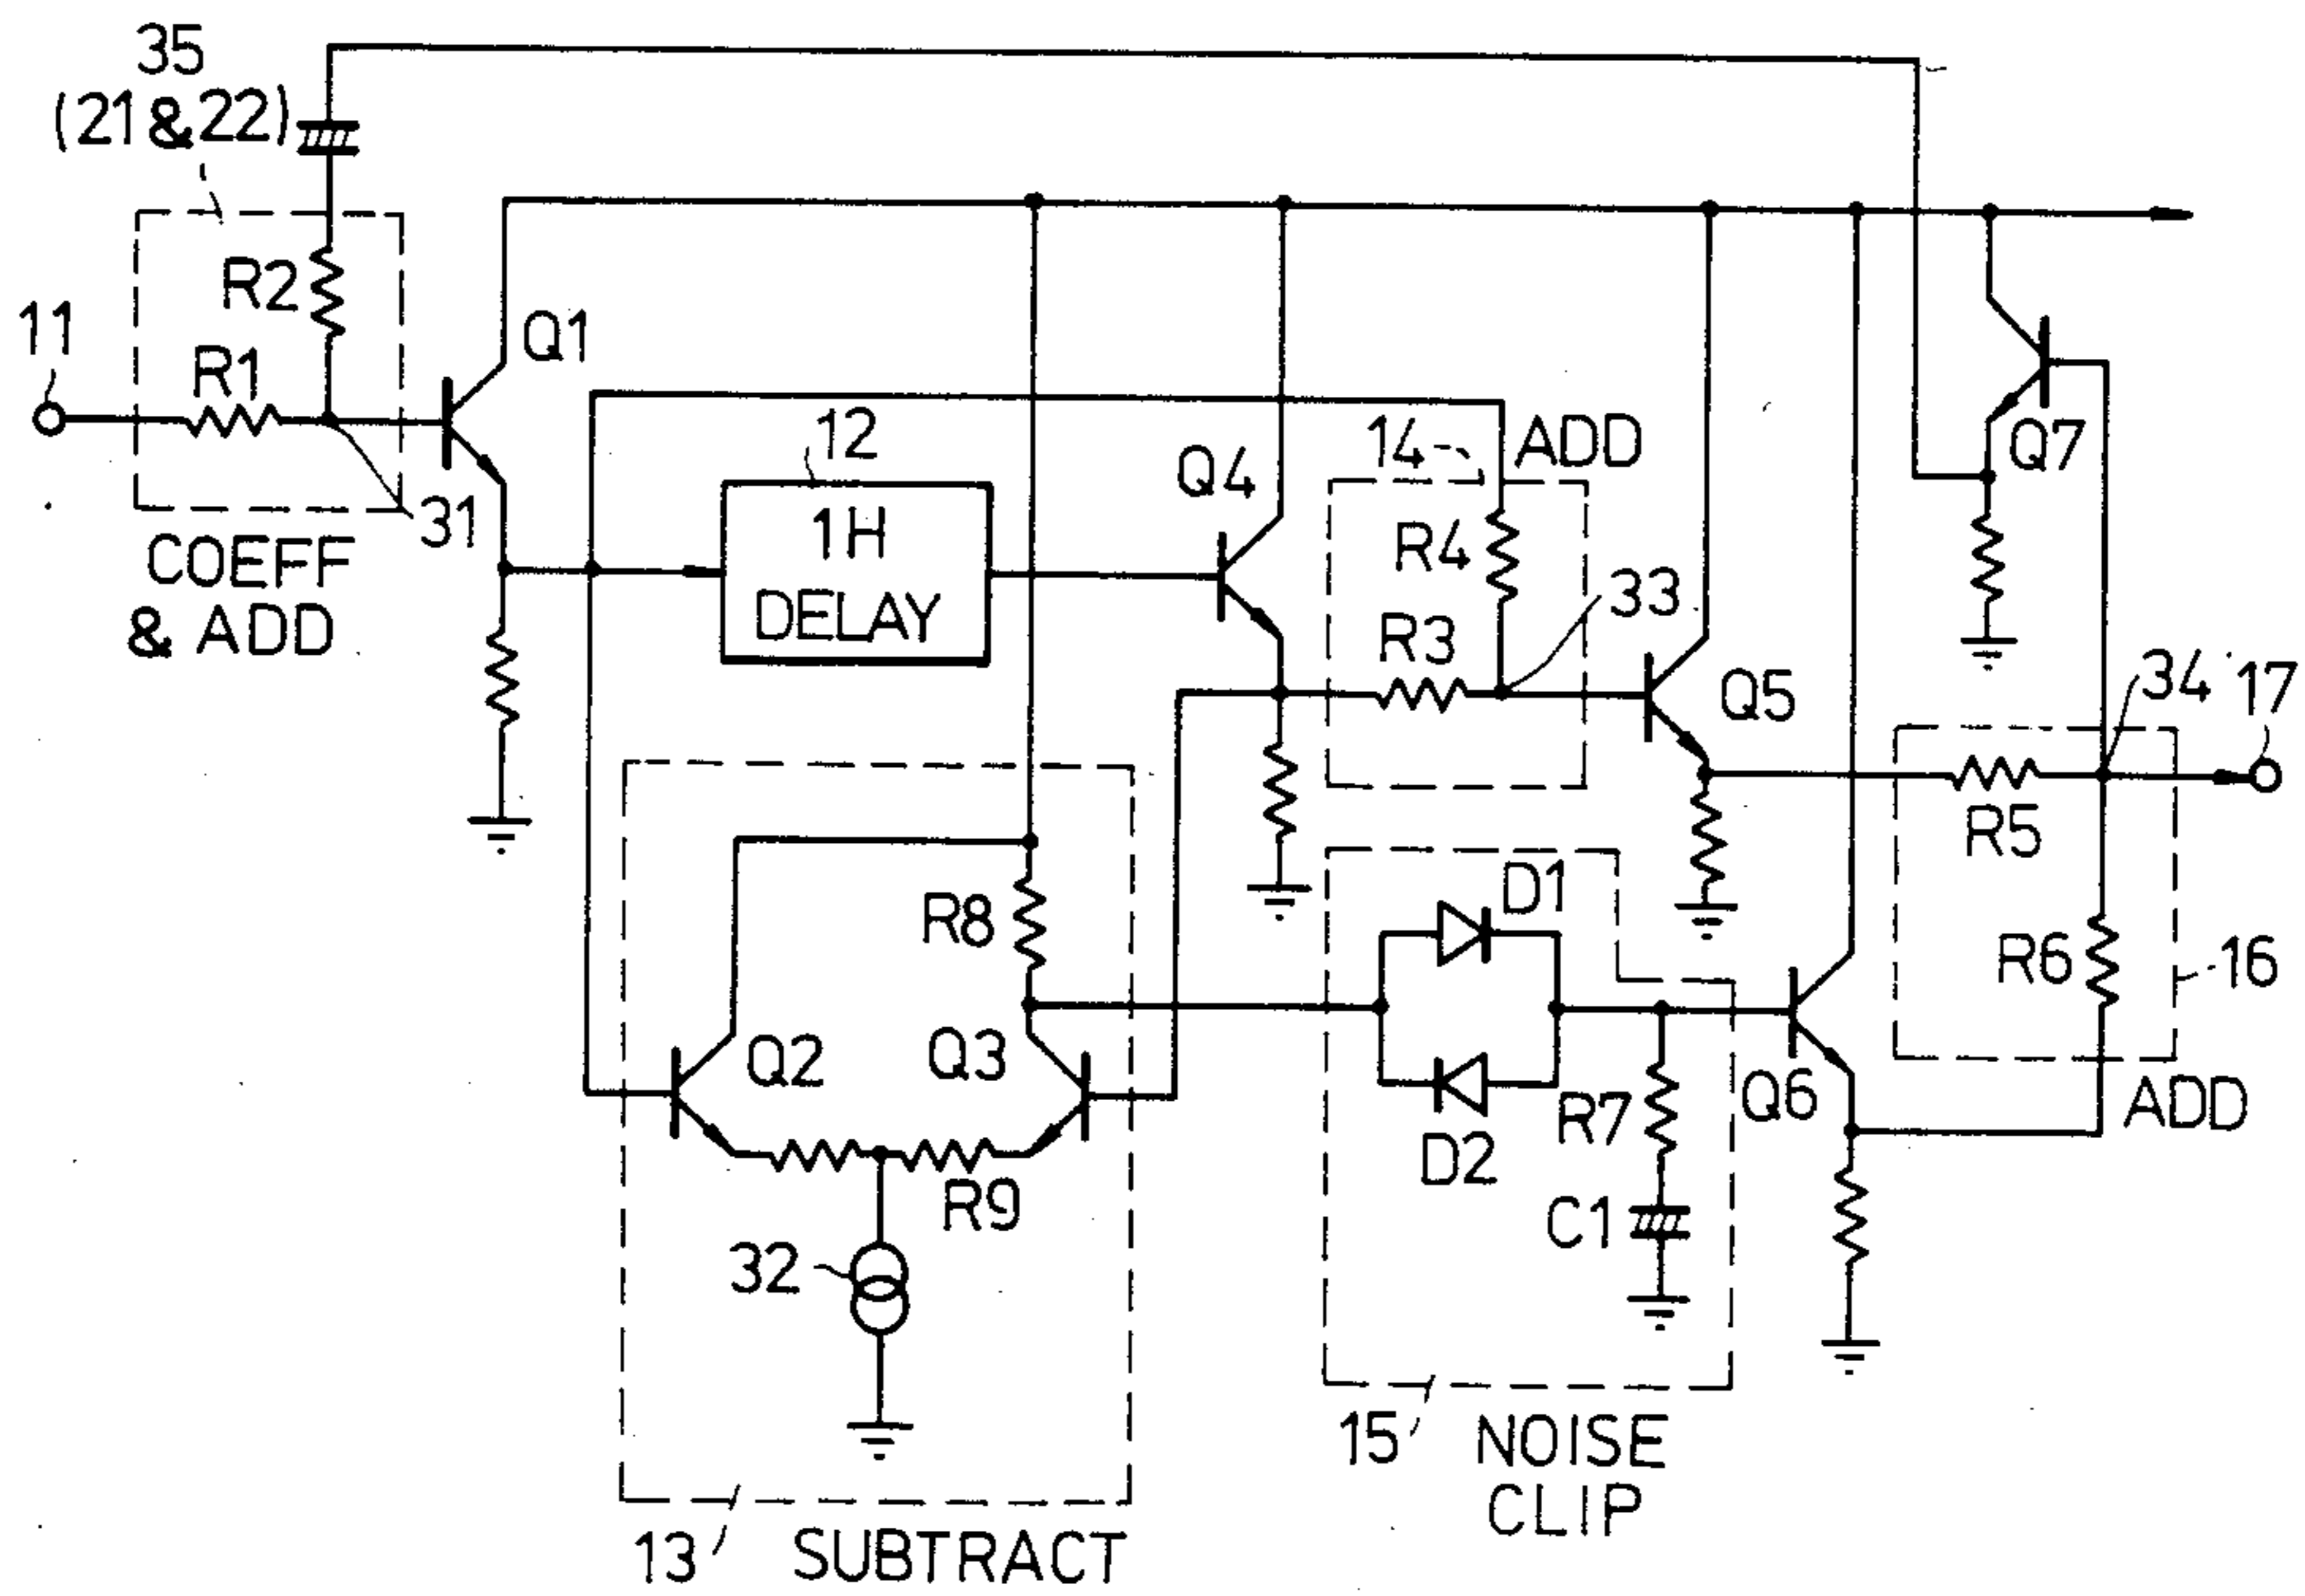 35
(21 & 22)
R2
11
R1
Q1
31
COEFF
& ADD
12
1H
DELAY
Q4
14
ADD
R4
R3
33
Q7
Q5
34
17
R5
R6
16
ADD
R8
D1
Q2
Q3
R9
32
D2
R7
C1
Q6
15
NOISE
CLIP
13
SUBTRACT